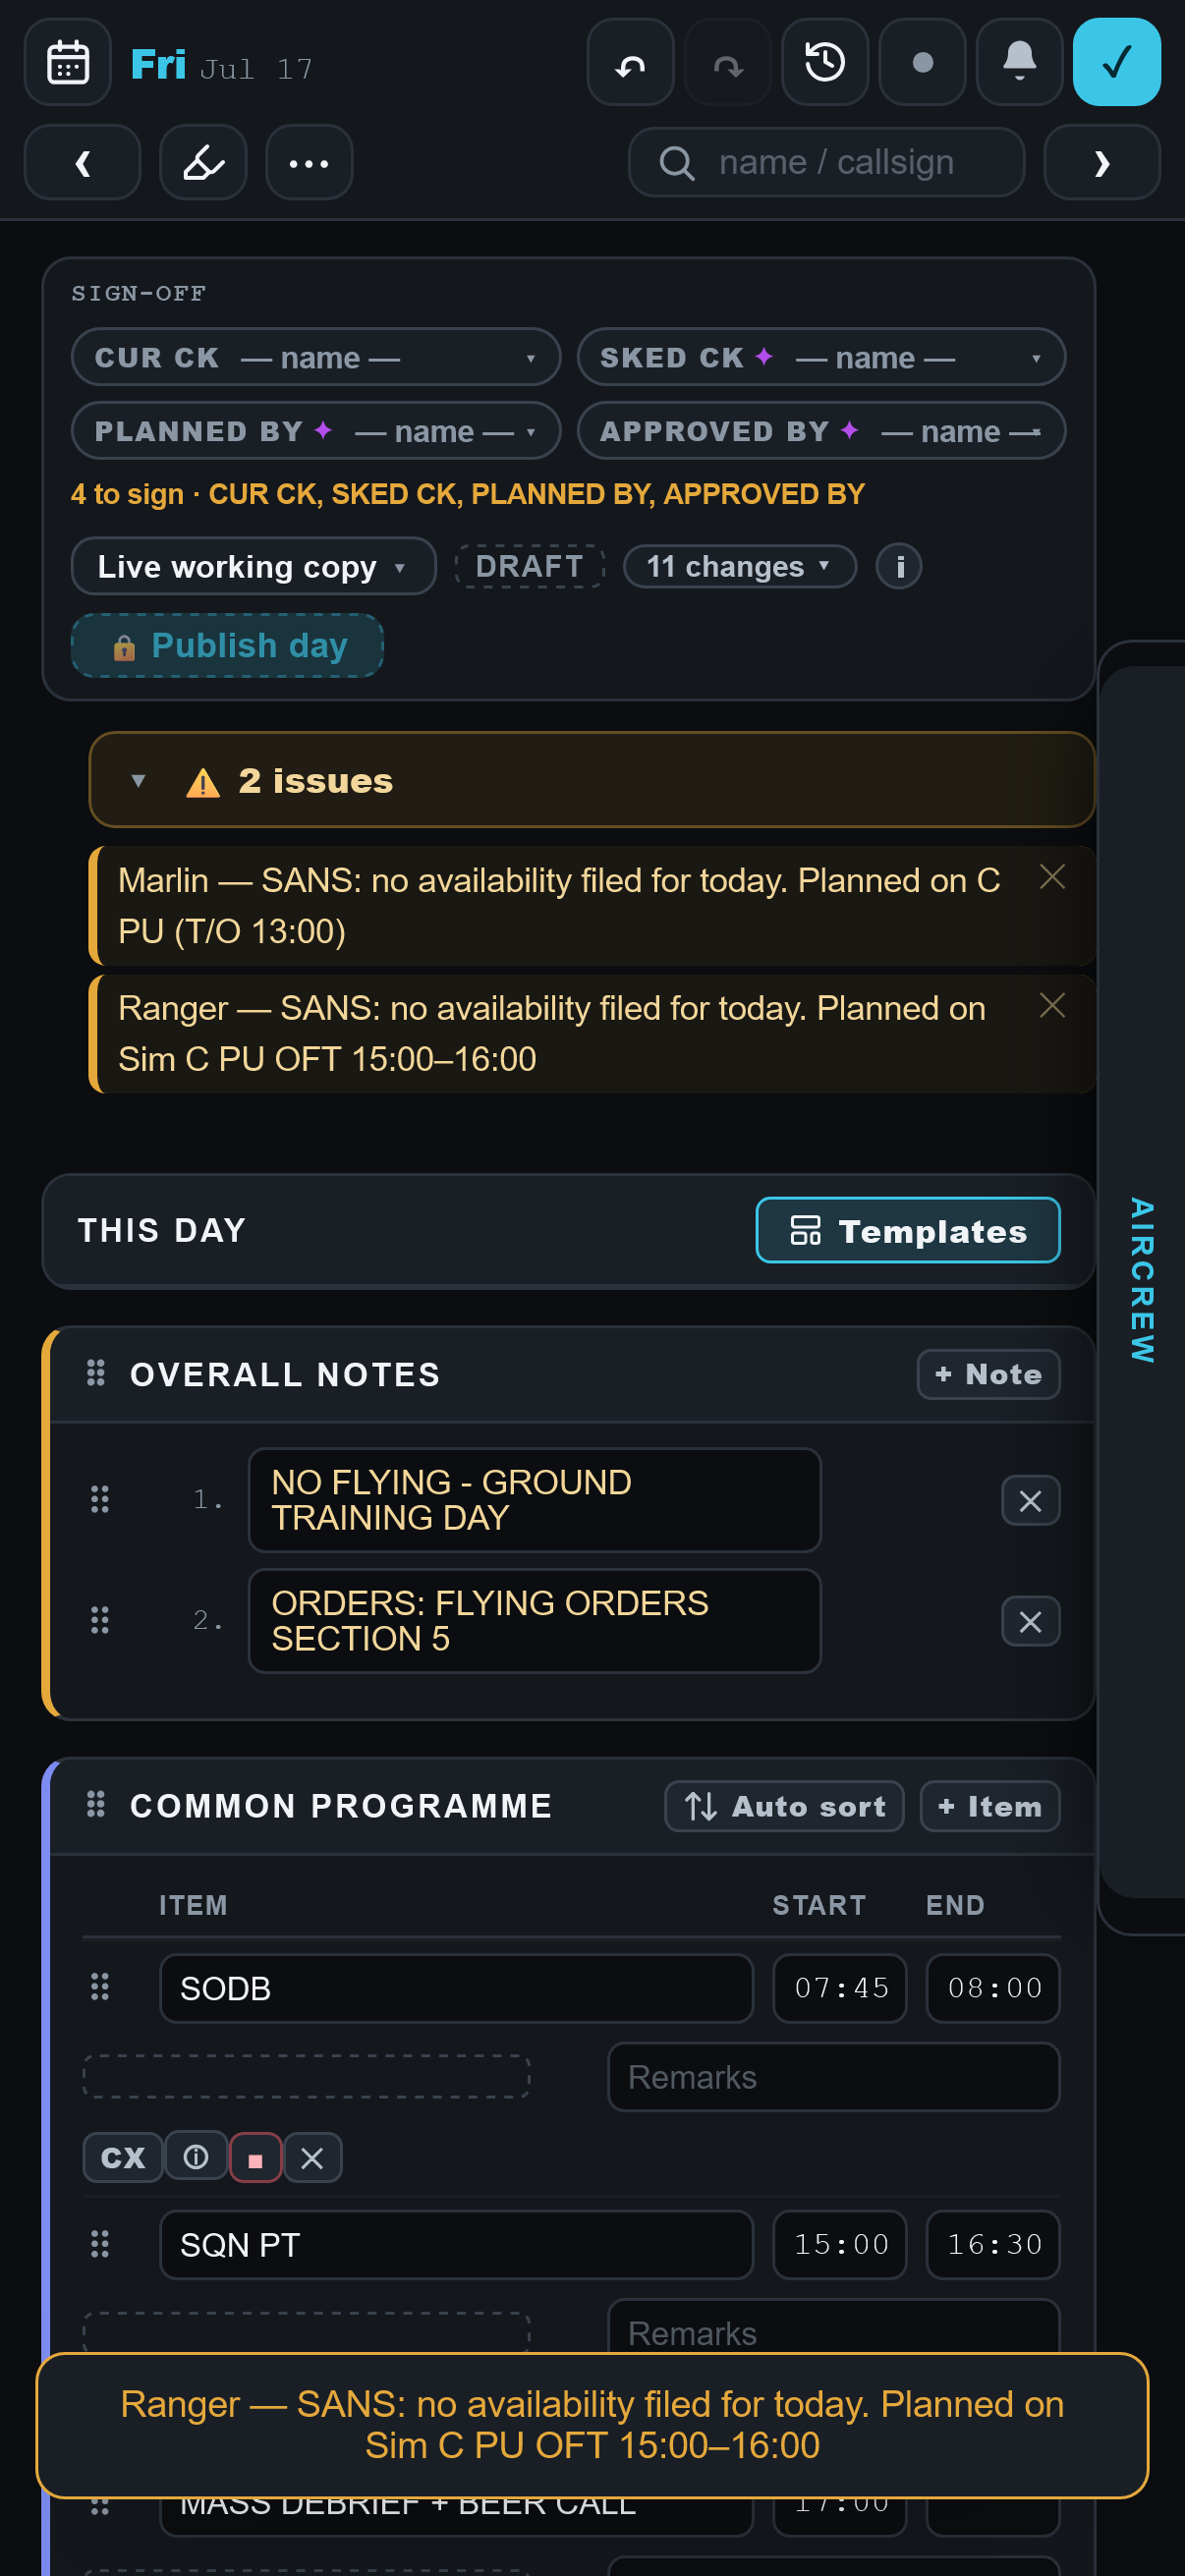 Fri Jul 17
name / callsign
SIGN-OFF
CUR CK — name —
SKED CK — name —
PLANNED BY — name —
APPROVED BY — name —
4 to sign · CUR CK, SKED CK, PLANNED BY, APPROVED BY
Live working copy DRAFT 11 changes i
Publish day
2 issues
Marlin — SANS: no availability filed for today. Planned on C
PU (T/O 13:00)
Ranger — SANS: no availability filed for today. Planned on
Sim C PU OFT 15:00–16:00
AIRCREW
THIS DAY Templates
OVERALL NOTES + Note
1. NO FLYING - GROUND
TRAINING DAY
2. ORDERS: FLYING ORDERS
SECTION 5
COMMON PROGRAMME Auto sort + Item
ITEM START END
SODB 07:45 08:00
Remarks
CX
SQN PT 15:00 16:30
Remarks
Ranger — SANS: no availability filed for today. Planned on
Sim C PU OFT 15:00–16:00
MASS DEBRIEF + BEER CALL 17:00